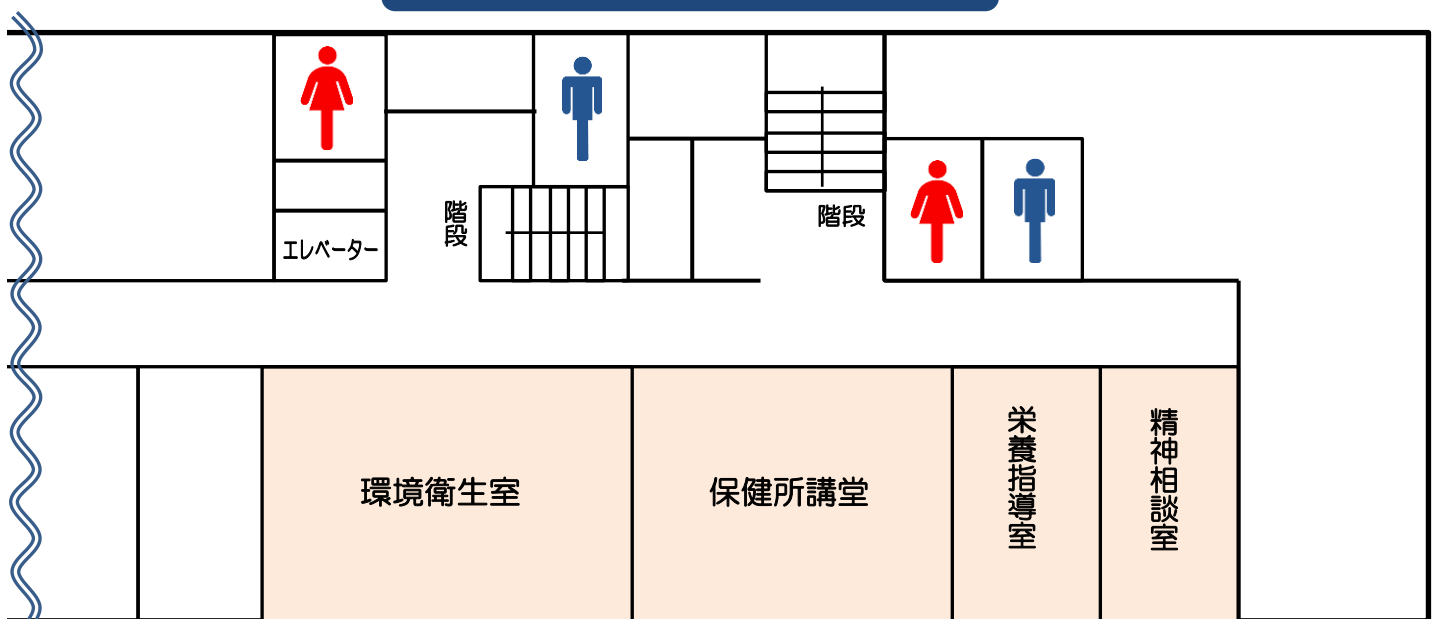 階段
階段
エレベーター
環境衛生室
保健所講堂
栄養指導室
精神相談室